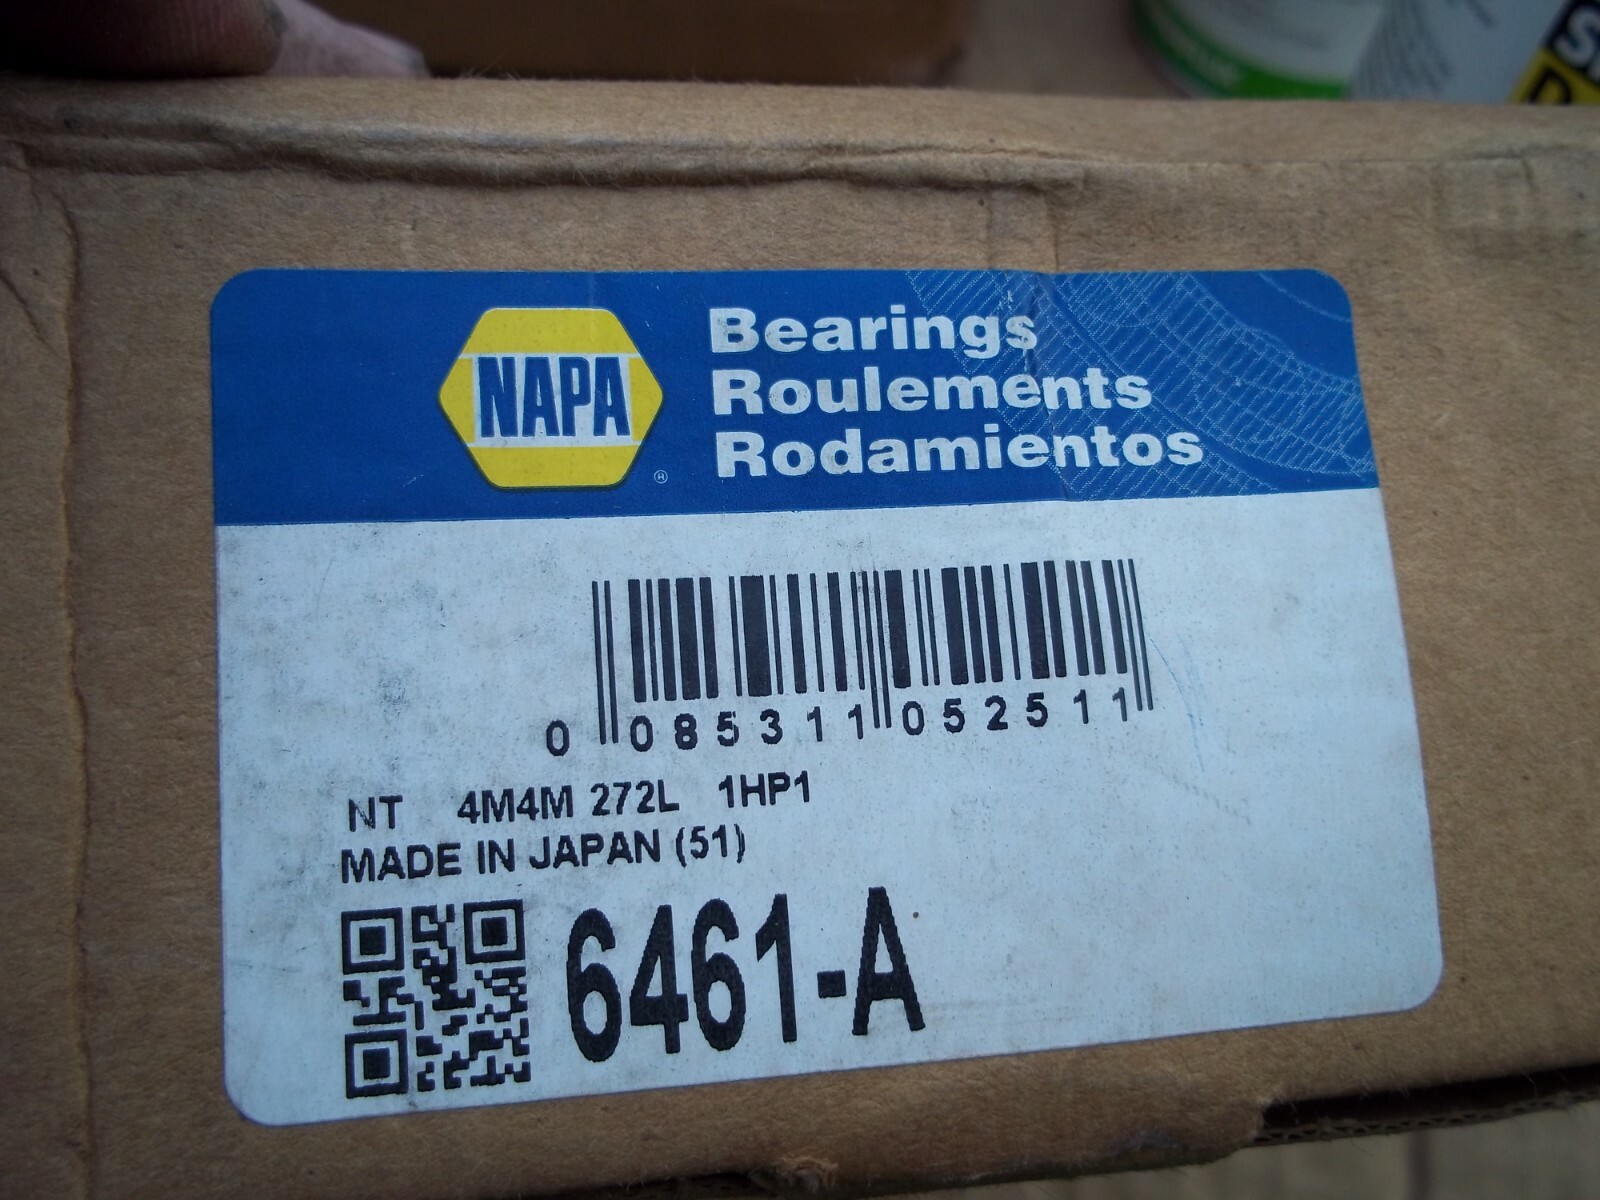 NAPA
®
Bearings
Roulements
Rodamientos
0 085311 052511
NT 4M4M 272L 1HP1
MADE IN JAPAN (51)
6461-A